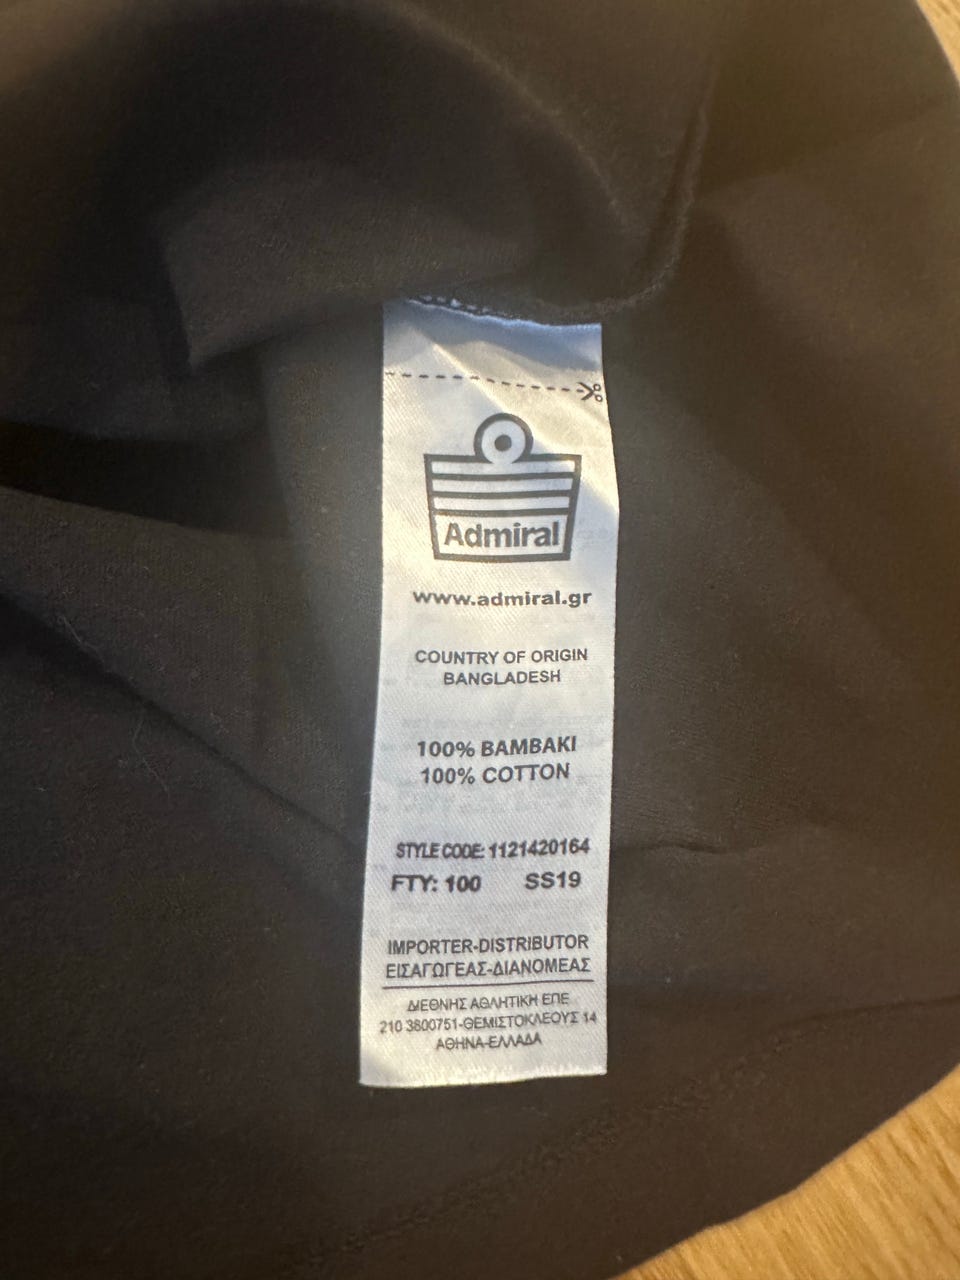 Admiral
www.admiral.gr
COUNTRY OF ORIGIN
BANGLADESH
100% BAMBAKI
100% COTTON
STYLE CODE: 1121420164
FTY: 100 SS19
IMPORTER-DISTRIBUTOR
ΕΙΣΑΓΩΓΕΑΣ-ΔΙΑΝΟΜΕΑΣ
ΔΙΕΘΝΗΣ ΑΘΛΗΤΙΚΗ ΕΠΕ
210 3800751-ΘΕΜΙΣΤΟΚΛΕΟΥΣ 14
ΑΘΗΝΑ-ΕΛΛΑΔΑ